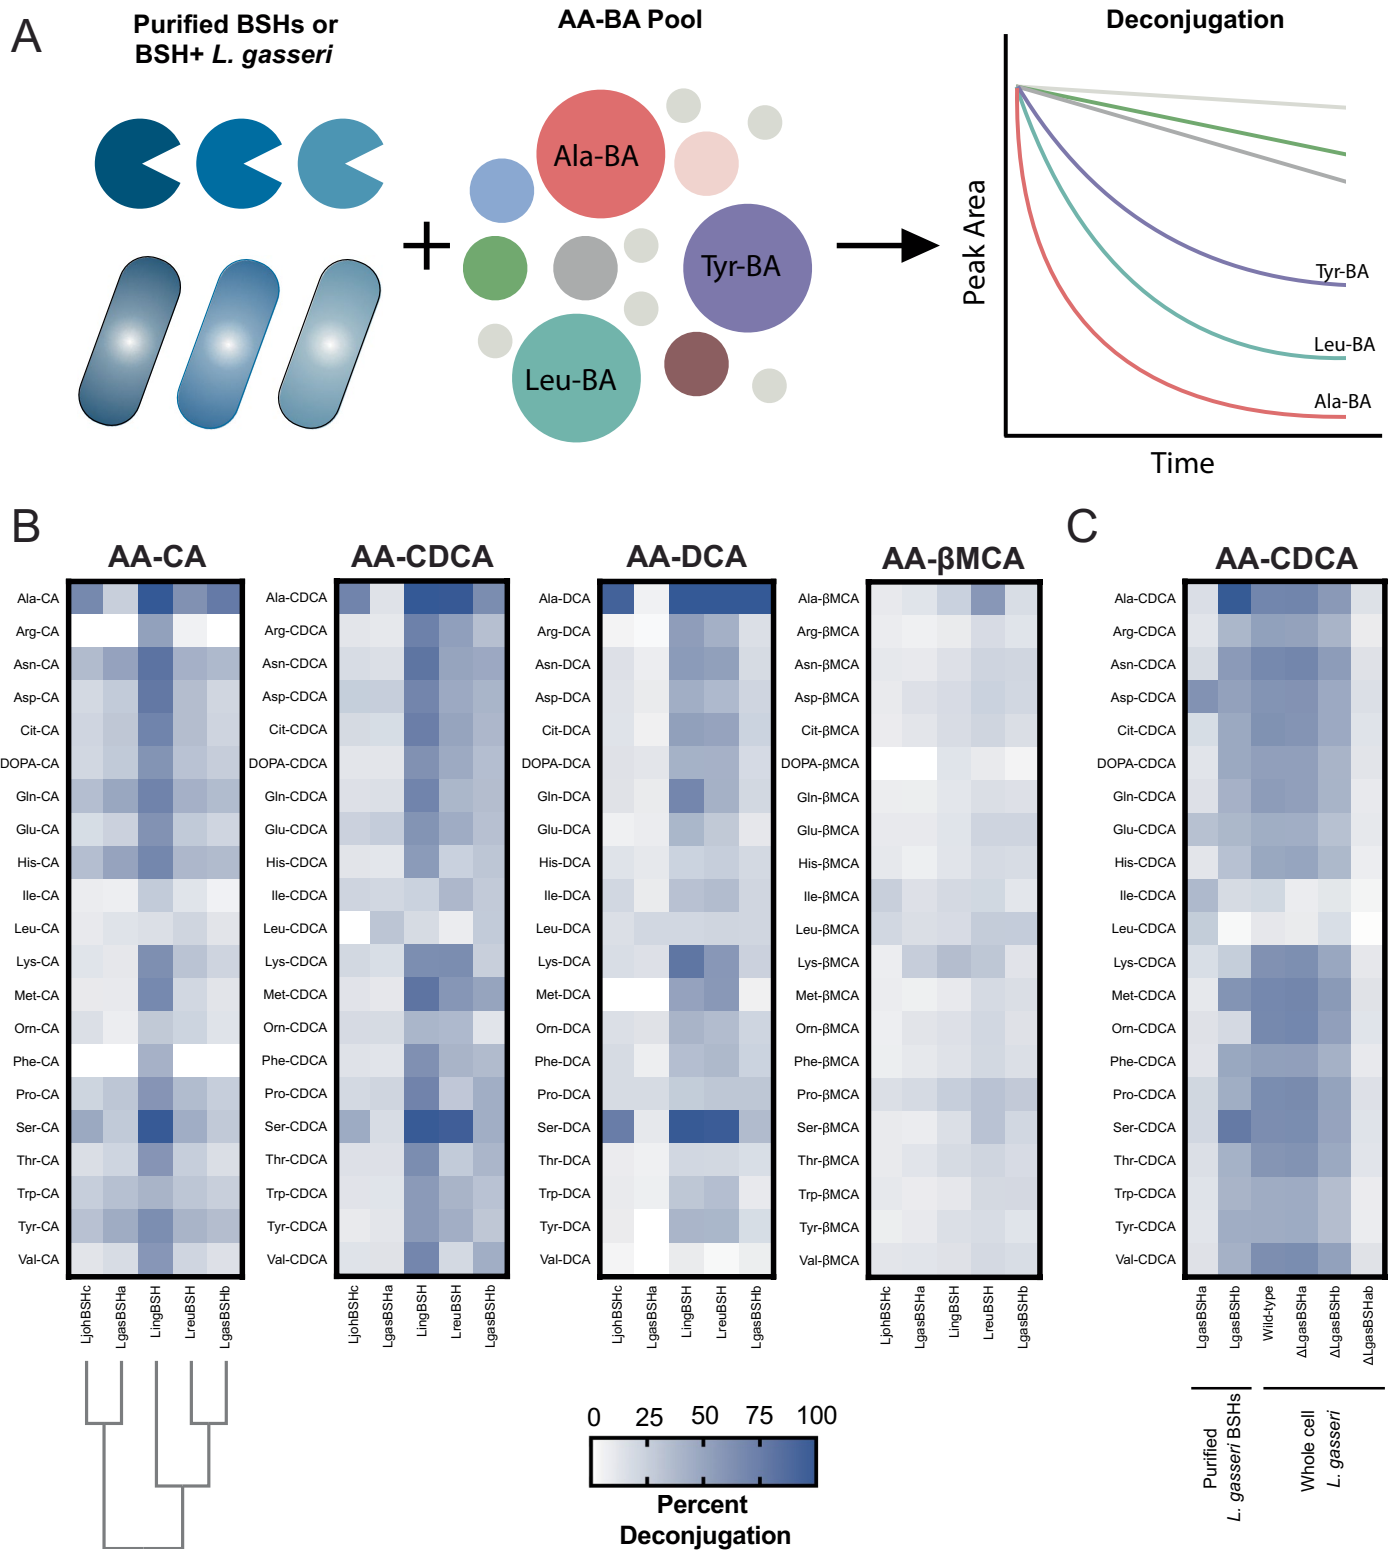 A
Purified BSHs or
BSH+ L. gasseri
AA-BA Pool
Deconjugation
Ala-BA
Tyr-BA
Leu-BA
Peak Area
Tyr-BA
Leu-BA
Ala-BA
Time
B
C
AA-CA
AA-CDCA
AA-DCA
AA-βMCA
AA-CDCA
Ala-CA
Arg-CA
Asn-CA
Asp-CA
Cit-CA
DOPA-CA
Gln-CA
Glu-CA
His-CA
Ile-CA
Leu-CA
Lys-CA
Met-CA
Orn-CA
Phe-CA
Pro-CA
Ser-CA
Thr-CA
Trp-CA
Tyr-CA
Val-CA
LjohBSHc
LgasBSHa
LingBSH
LreuBSH
LgasBSHb
Ala-CDCA
Arg-CDCA
Asn-CDCA
Asp-CDCA
Cit-CDCA
DOPA-CDCA
Gln-CDCA
Glu-CDCA
His-CDCA
Ile-CDCA
Leu-CDCA
Lys-CDCA
Met-CDCA
Orn-CDCA
Phe-CDCA
Pro-CDCA
Ser-CDCA
Thr-CDCA
Trp-CDCA
Tyr-CDCA
Val-CDCA
LjohBSHc
LgasBSHa
LingBSH
LreuBSH
LgasBSHb
Ala-DCA
Arg-DCA
Asn-DCA
Asp-DCA
Cit-DCA
DOPA-DCA
Gln-DCA
Glu-DCA
His-DCA
Ile-DCA
Leu-DCA
Lys-DCA
Met-DCA
Orn-DCA
Phe-DCA
Pro-DCA
Ser-DCA
Thr-DCA
Trp-DCA
Tyr-DCA
Val-DCA
LjohBSHc
LgasBSHa
LingBSH
LreuBSH
LgasBSHb
Ala-βMCA
Arg-βMCA
Asn-βMCA
Asp-βMCA
Cit-βMCA
DOPA-βMCA
Gln-βMCA
Glu-βMCA
His-βMCA
Ile-βMCA
Leu-βMCA
Lys-βMCA
Met-βMCA
Orn-βMCA
Phe-βMCA
Pro-βMCA
Ser-βMCA
Thr-βMCA
Trp-βMCA
Tyr-βMCA
Val-βMCA
LjohBSHc
LgasBSHa
LingBSH
LreuBSH
LgasBSHb
Ala-CDCA
Arg-CDCA
Asn-CDCA
Asp-CDCA
Cit-CDCA
DOPA-CDCA
Gln-CDCA
Glu-CDCA
His-CDCA
Ile-CDCA
Leu-CDCA
Lys-CDCA
Met-CDCA
Orn-CDCA
Phe-CDCA
Pro-CDCA
Ser-CDCA
Thr-CDCA
Trp-CDCA
Tyr-CDCA
Val-CDCA
LgasBSHa
LgasBSHb
Wild-type
ΔLgasBSHa
ΔLgasBSHb
ΔLgasBSHab
Purified
L. gasseri BSHs
Whole cell
L. gasseri
0 25 50 75 100
Percent
Deconjugation